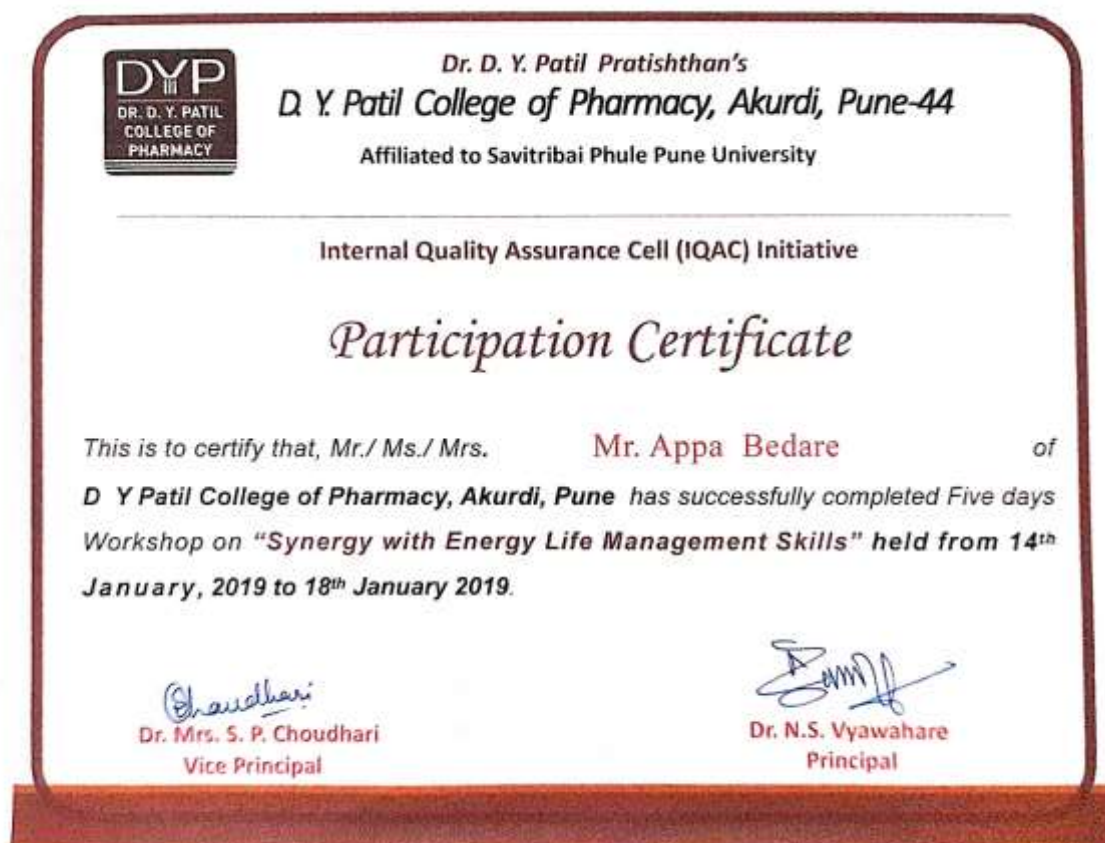 DYP
DR. D. Y. PATIL
COLLEGE OF
PHARMACY
Dr. D. Y. Patil Pratishthan's
D. Y. Patil College of Pharmacy, Akurdi, Pune-44
Affiliated to Savitribai Phule Pune University
Internal Quality Assurance Cell (IQAC) Initiative
Participation Certificate
This is to certify that, Mr./ Ms./ Mrs. Mr. Appa Bedare of
D Y Patil College of Pharmacy, Akurdi, Pune has successfully completed Five days
Workshop on “Synergy with Energy Life Management Skills” held from 14th
January, 2019 to 18th January 2019.
Choudhari
Dr. Mrs. S. P. Choudhari
Vice Principal
Dr. N.S. Vyawahare
Principal